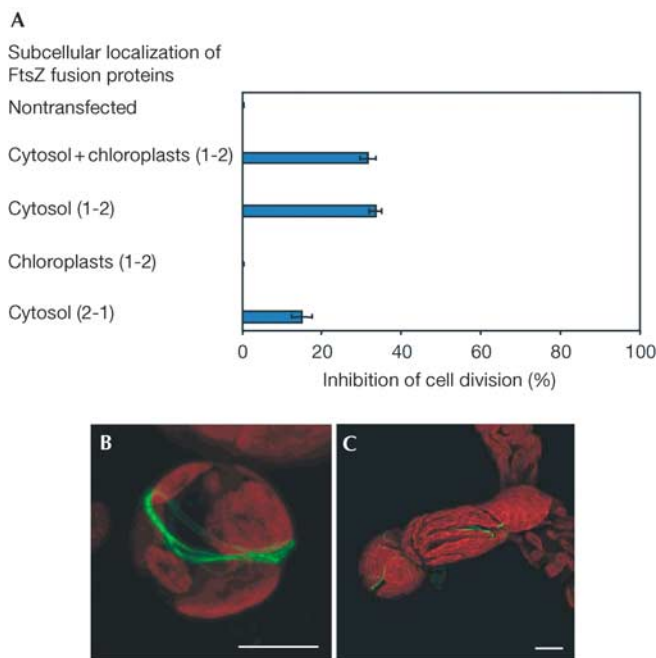 A
Subcellular localization of
FtsZ fusion proteins
Nontransfected
Cytosol + chloroplasts (1-2)
Cytosol (1-2)
Chloroplasts (1-2)
Cytosol (2-1)
0 20 40 60 80 100
Inhibition of cell division (%)
B C